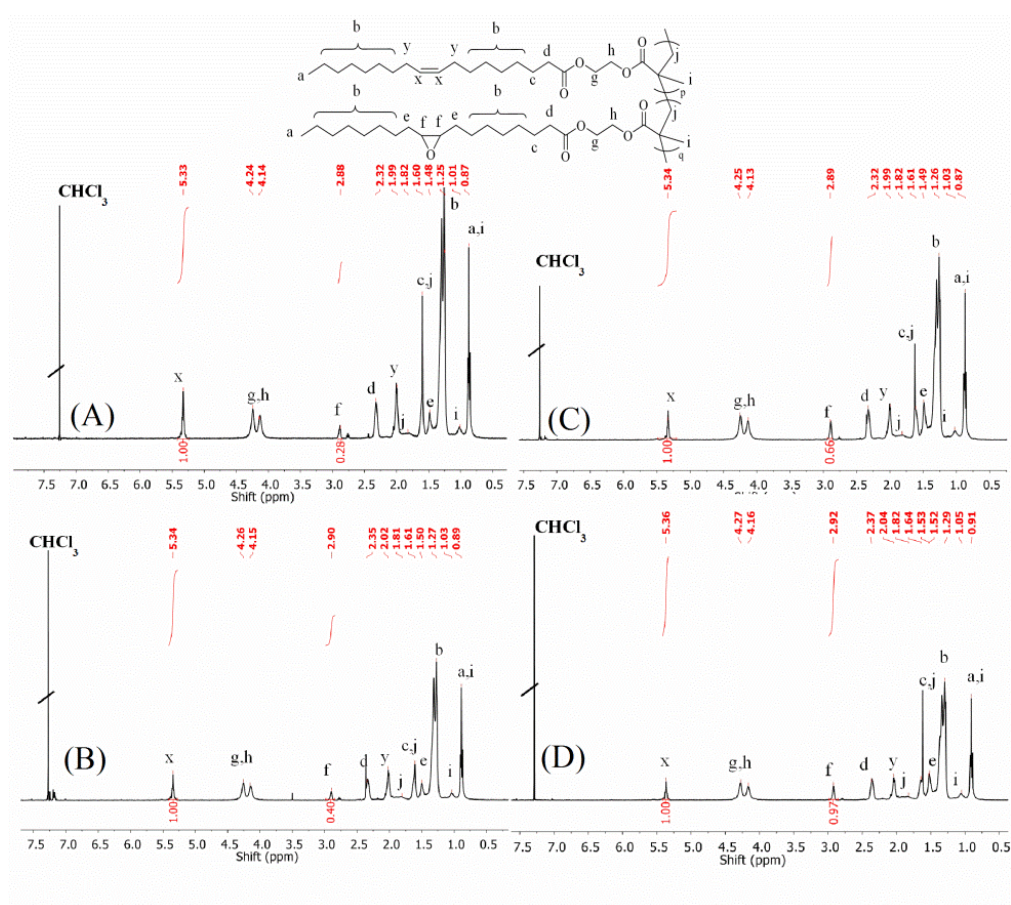 b
b
y
y
d
h
O
O
j
a
x
x
c
O
g
O
i
p
b
b
e
f
f
e
d
h
O
O
j
a
O
c
O
g
O
i
q
5.33
4.24
4.14
2.88
2.32
1.99
1.82
1.60
1.48
1.25
1.01
0.87
CHCl3
b
a,i
c,j
x
g,h
f
d
y
j
e
i
(A)
1.00
0.28
7.5 7.0 6.5 6.0 5.5 5.0 4.5 4.0 3.5 3.0 2.5 2.0 1.5 1.0 0.5
Shift (ppm)
5.34
4.25
4.13
2.89
2.32
1.99
1.82
1.61
1.49
1.26
1.03
0.87
CHCl3
b
a,i
c,j
x
g,h
f
d
y
j
e
i
(C)
1.00
0.66
7.5 7.0 6.5 6.0 5.5 5.0 4.5 4.0 3.5 3.0 2.5 2.0 1.5 1.0 0.5
5.34
4.26
4.15
2.90
2.35
2.02
1.81
1.61
1.50
1.27
1.03
0.89
CHCl3
b
a,i
c,j
x
g,h
f
d
y
j
e
i
(B)
1.00
0.40
7.5 7.0 6.5 6.0 5.5 5.0 4.5 4.0 3.5 3.0 2.5 2.0 1.5 1.0 0.5
Shift (ppm)
5.36
4.27
4.16
2.92
2.37
2.04
1.82
1.64
1.53
1.52
1.29
1.05
0.91
CHCl3
b
a,i
c,j
x
g,h
f
d
y
j
e
i
(D)
1.00
0.97
7.5 7.0 6.5 6.0 5.5 5.0 4.5 4.0 3.5 3.0 2.5 2.0 1.5 1.0 0.5
Shift (ppm)